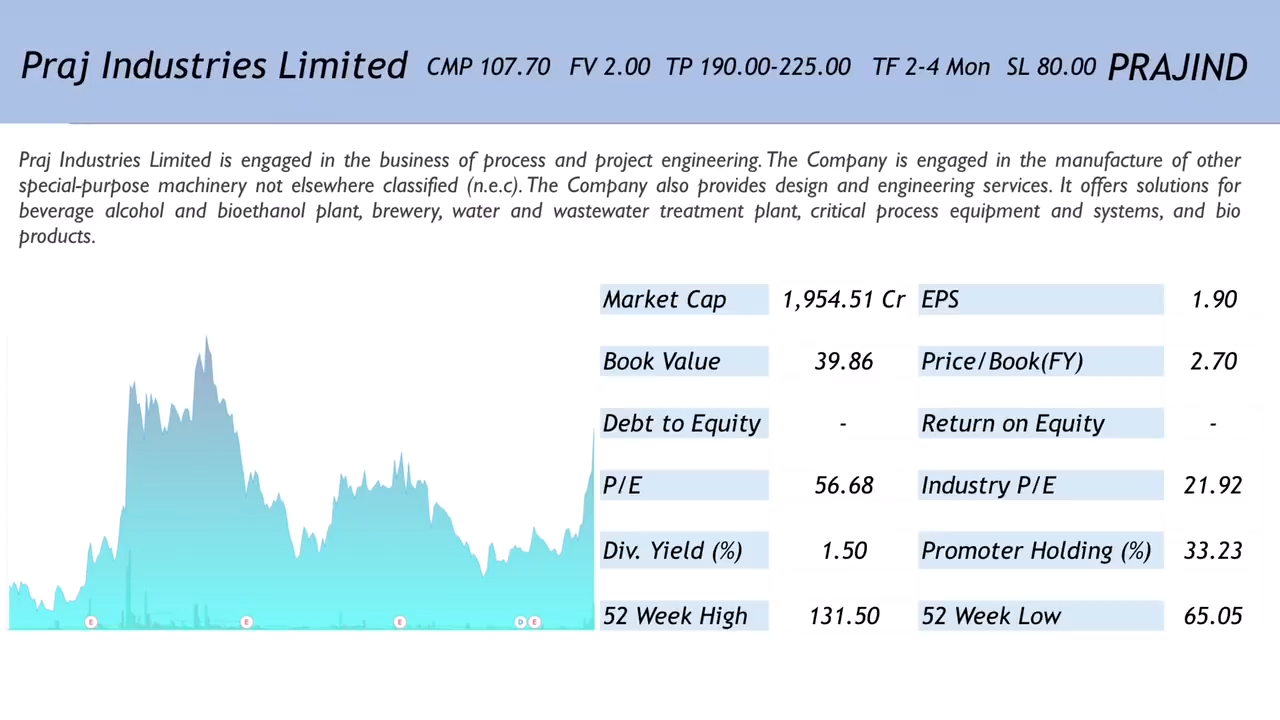 Praj Industries Limited CMP 107.70 FV 2.00 TP 190.00-225.00 TF 2-4 Mon SL 80.00 PRAJIND
Praj Industries Limited is engaged in the business of process and project engineering. The Company is engaged in the manufacture of other
special-purpose machinery not elsewhere classified (n.e.c). The Company also provides design and engineering services. It offers solutions for
beverage alcohol and bioethanol plant, brewery, water and wastewater treatment plant, critical process equipment and systems, and bio
products.
Market Cap 1,954.51 Cr EPS 1.90
Book Value 39.86 Price/Book(FY) 2.70
Debt to Equity - Return on Equity -
P/E 56.68 Industry P/E 21.92
Div. Yield (%) 1.50 Promoter Holding (%) 33.23
52 Week High 131.50 52 Week Low 65.05
E E E D E